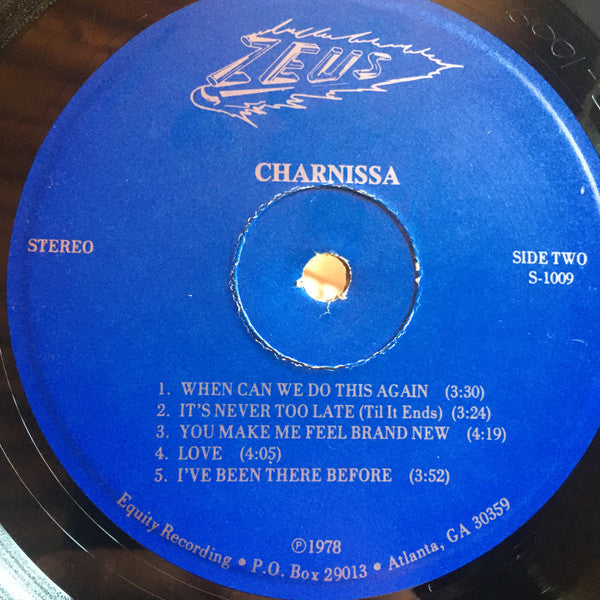 ZEUS
CHARNISSA
STEREO
SIDE TWO
S-1009
1. WHEN CAN WE DO THIS AGAIN (3:30)
2. IT'S NEVER TOO LATE (Til It Ends) (3:24)
3. YOU MAKE ME FEEL BRAND NEW (4:19)
4. LOVE (4:05)
5. I'VE BEEN THERE BEFORE (3:52)
Ⓟ1978
Equity Recording • P.O. Box 29013 • Atlanta, GA 30359